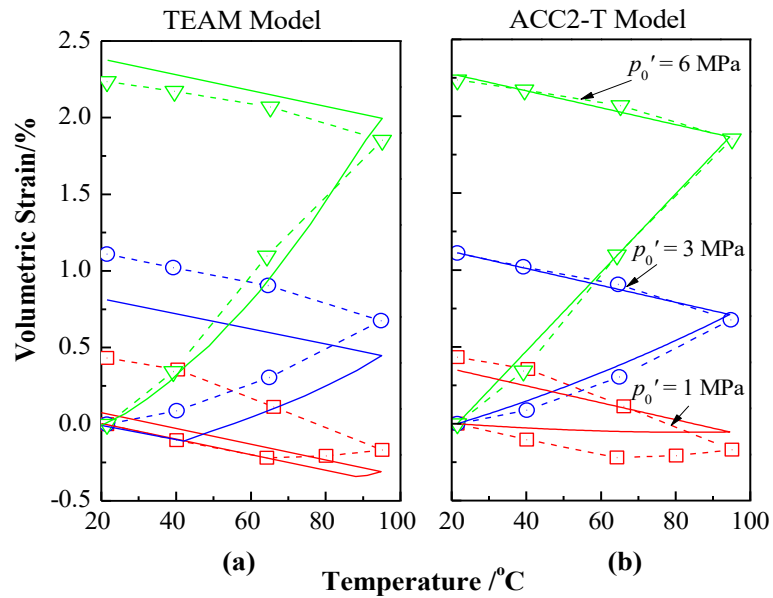 TEAM Model
ACC2-T Model
Volumetric Strain/%
2.5
2.0
1.5
1.0
0.5
0.0
-0.5
p0′ = 6 MPa
p0′ = 3 MPa
p0′ = 1 MPa
20 40 60 80 100
20 40 60 80 100
(a)
(b)
Temperature /°C